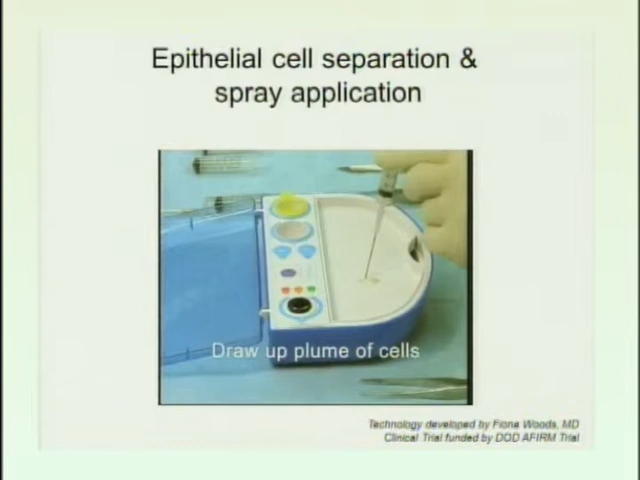 Epithelial cell separation &
spray application
Draw up plume of cells
Technology developed by Fiona Woods, MD
Clinical Trial funded by DOD AFIRM Trial